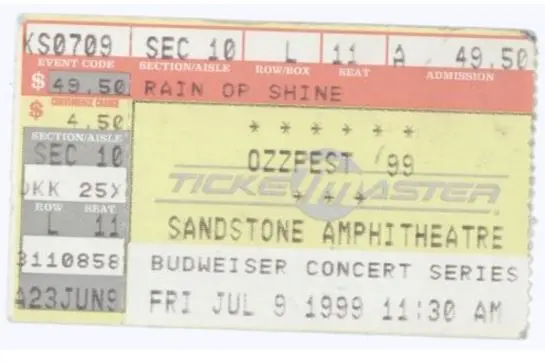 KS0709 SEC 10 L 11 A 49.50
EVENT CODE SECTION/AISLE ROW/BOX SEAT ADMISSION
$ 49.50 RAIN OR SHINE
CONVENIENCE CHARGE
$ 4.50 * * * * * *
SECTION/AISLE OZZFEST '99
SEC 10 TICKETMASTER
KK 25X * * *
ROW SEAT
L 11 SANDSTONE AMPHITHEATRE
3110858 BUDWEISER CONCERT SERIES
A23JUN9 FRI JUL 9 1999 11:30 AM